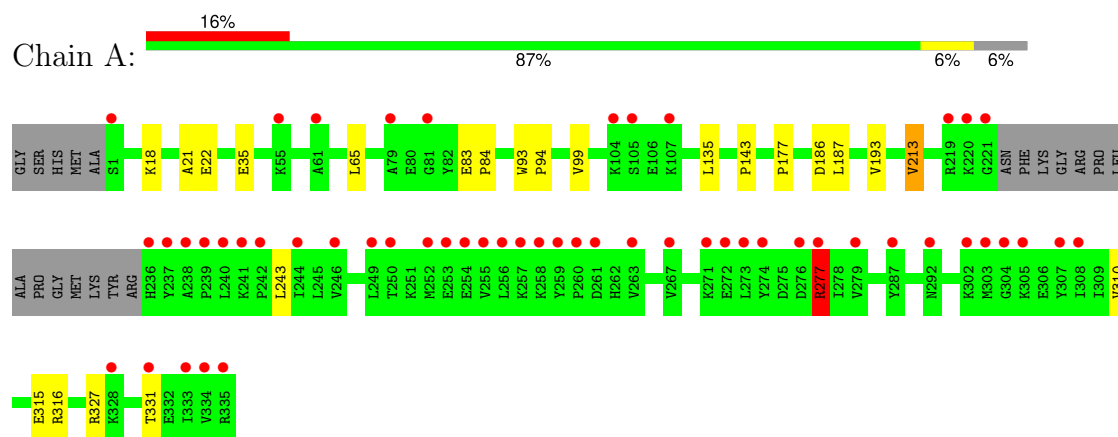 16%
Chain A:
87% 6% 6%
GLY SER HIS MET ALA S1 K18 A21 E22 E35 K55 A61 L65 A79 E80 G81 Y82 E83 P84 W93 P94 V99 K104 S105 E106 K107 L135 P143 P177 D186 L187 V193 V213 R219 K220 G221 ASN PHE LYS GLY ARG PRO LEU
ALA PRO GLY MET LYS TYR ARG H236 Y237 A238 P239 L240 K241 P242 L243 I244 L245 V246 L249 T250 K251 M252 E253 E254 V255 L256 K257 K258 Y259 P260 D261 H262 V263 V267 K271 E272 L273 Y274 D275 D276 R277 I278 V279 Y287 N292 K302 M303 G304 K305 E306 Y307 I308 I309 V310
E315 R316 R327 K328 T331 E332 I333 V334 R335